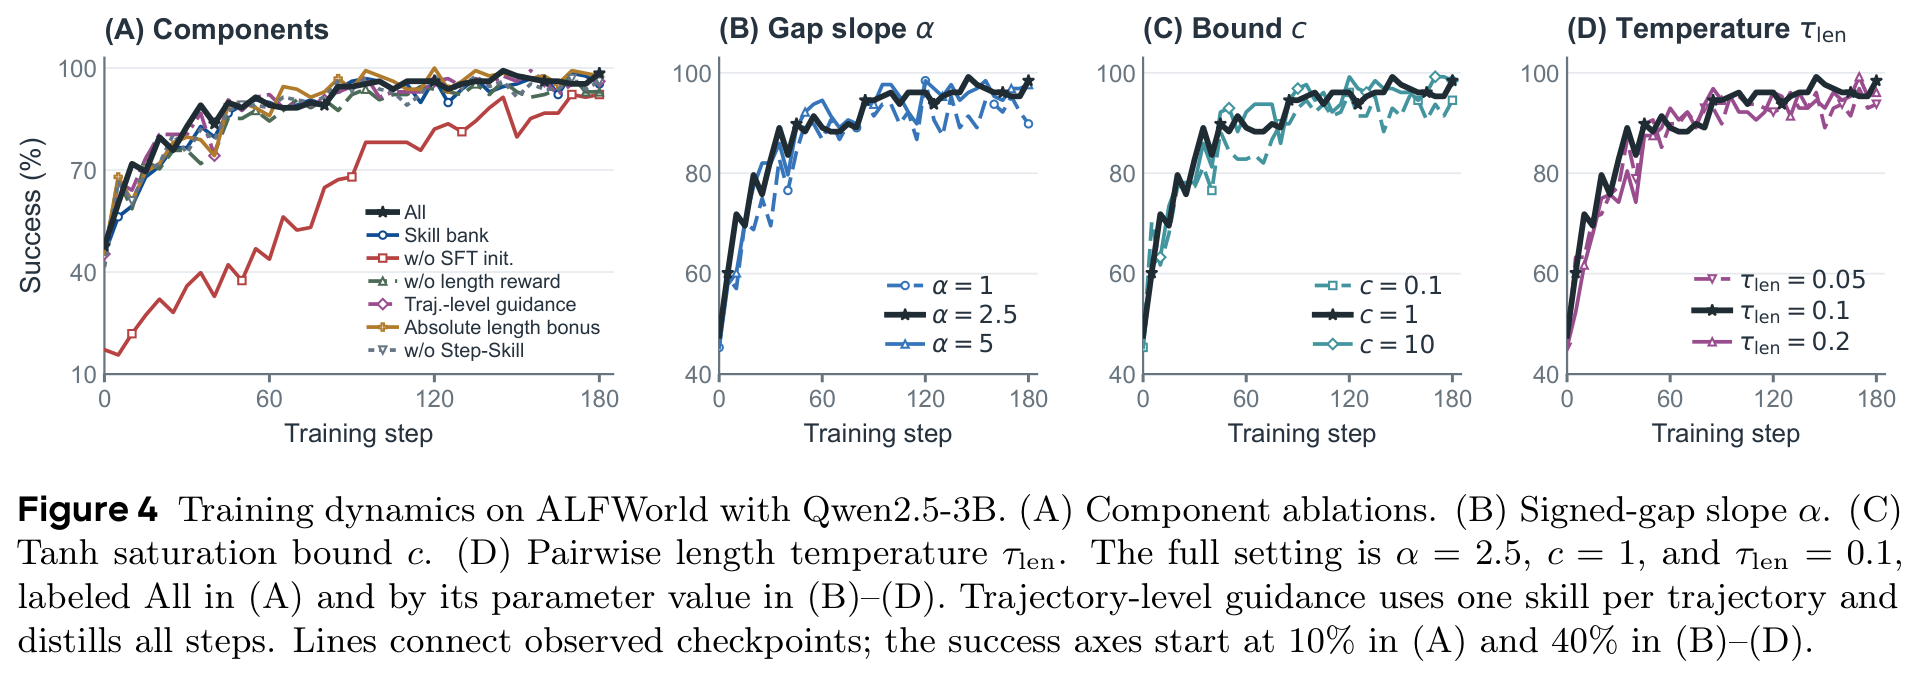 (A) Components
(B) Gap slope α
(C) Bound c
(D) Temperature τlen
Success (%)
100
70
40
10
All
Skill bank
w/o SFT init.
w/o length reward
Traj.-level guidance
Absolute length bonus
w/o Step-Skill
0 60 120 180
Training step
100
80
60
40
α = 1
α = 2.5
α = 5
0 60 120 180
Training step
100
80
60
40
c = 0.1
c = 1
c = 10
0 60 120 180
Training step
100
80
60
40
τlen = 0.05
τlen = 0.1
τlen = 0.2
0 60 120 180
Training step
Figure 4 Training dynamics on ALFWorld with Qwen2.5-3B. (A) Component ablations. (B) Signed-gap slope α. (C)
Tanh saturation bound c. (D) Pairwise length temperature τlen. The full setting is α = 2.5, c = 1, and τlen = 0.1,
labeled All in (A) and by its parameter value in (B)–(D). Trajectory-level guidance uses one skill per trajectory and
distills all steps. Lines connect observed checkpoints; the success axes start at 10% in (A) and 40% in (B)–(D).